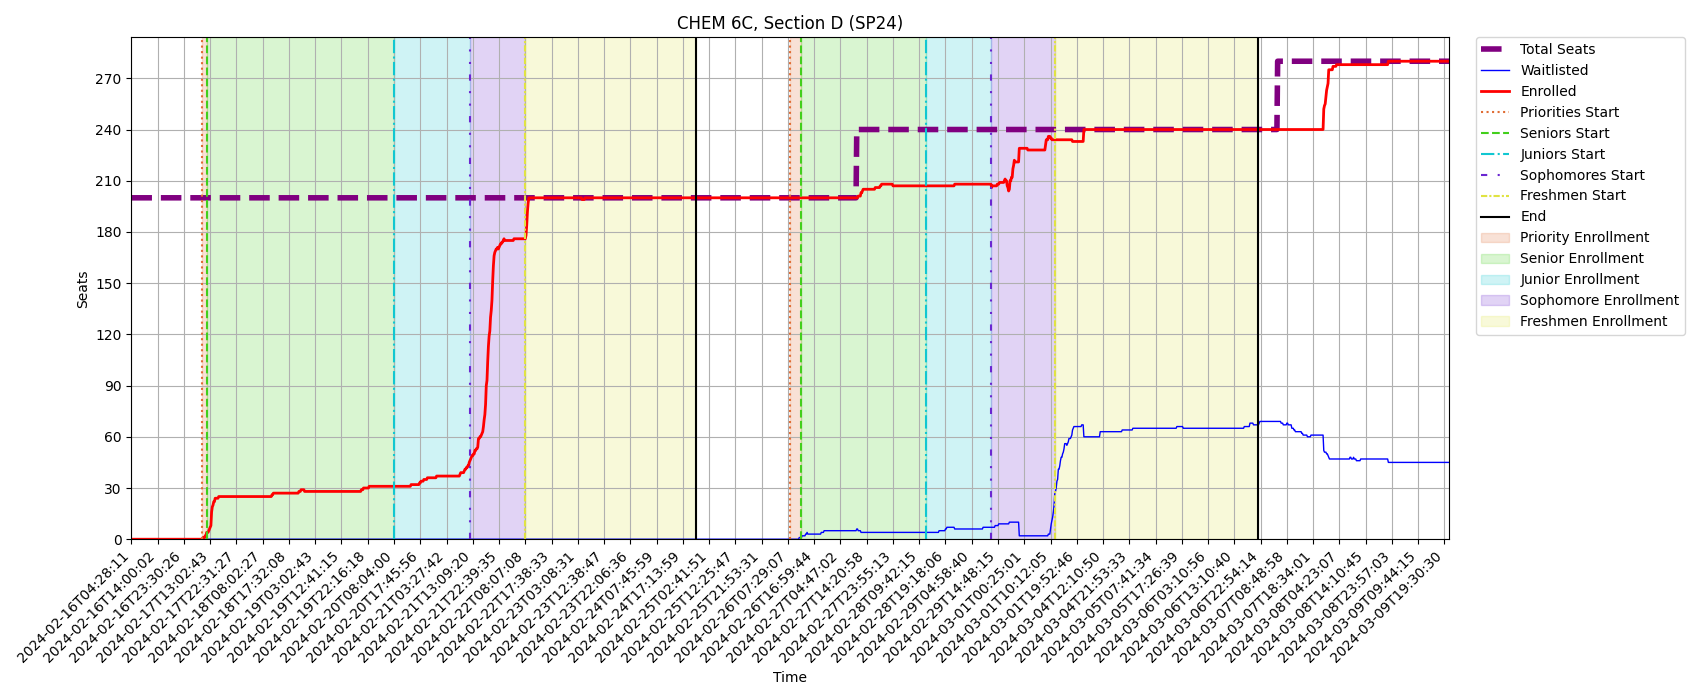 CHEM 6C, Section D (SP24)
Seats
270
240
210
180
150
120
90
60
30
0
2024-02-16T04:28:11
2024-02-16T14:00:02
2024-02-16T23:30:26
2024-02-17T13:02:43
2024-02-17T22:31:27
2024-02-18T08:02:27
2024-02-18T17:32:08
2024-02-19T03:02:43
2024-02-19T12:41:15
2024-02-19T22:16:18
2024-02-20T08:04:00
2024-02-20T17:45:56
2024-02-21T03:27:42
2024-02-21T13:09:20
2024-02-21T22:39:35
2024-02-22T08:07:08
2024-02-22T17:38:33
2024-02-23T03:08:31
2024-02-23T12:38:47
2024-02-23T22:06:36
2024-02-24T07:45:59
2024-02-24T17:13:59
2024-02-25T02:41:51
2024-02-25T12:25:47
2024-02-25T21:53:31
2024-02-26T07:29:07
2024-02-26T16:59:44
2024-02-27T04:47:02
2024-02-27T14:20:58
2024-02-27T23:55:13
2024-02-28T09:42:15
2024-02-28T19:18:06
2024-02-29T04:58:40
2024-02-29T14:48:15
2024-03-01T00:25:01
2024-03-01T10:12:05
2024-03-01T19:52:46
2024-03-04T12:10:50
2024-03-04T21:53:33
2024-03-05T07:41:34
2024-03-05T17:26:39
2024-03-06T03:10:56
2024-03-06T13:10:40
2024-03-06T22:54:14
2024-03-07T08:48:58
2024-03-07T18:34:01
2024-03-08T04:23:07
2024-03-08T14:10:45
2024-03-08T23:57:03
2024-03-09T09:44:15
2024-03-09T19:30:30
Time
Total Seats
Waitlisted
Enrolled
Priorities Start
Seniors Start
Juniors Start
Sophomores Start
Freshmen Start
End
Priority Enrollment
Senior Enrollment
Junior Enrollment
Sophomore Enrollment
Freshmen Enrollment